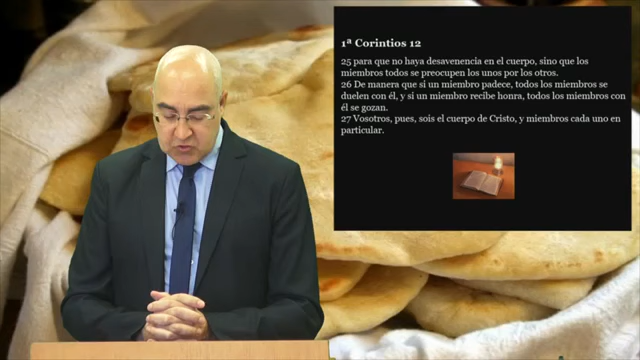 1ª Corintios 12
25 para que no haya desavenencia en el cuerpo, sino que los
miembros todos se preocupen los unos por los otros.
26 De manera que si un miembro padece, todos los miembros se
duelen con él, y si un miembro recibe honra, todos los miembros con
él se gozan.
27 Vosotros, pues, sois el cuerpo de Cristo, y miembros cada uno en
particular.